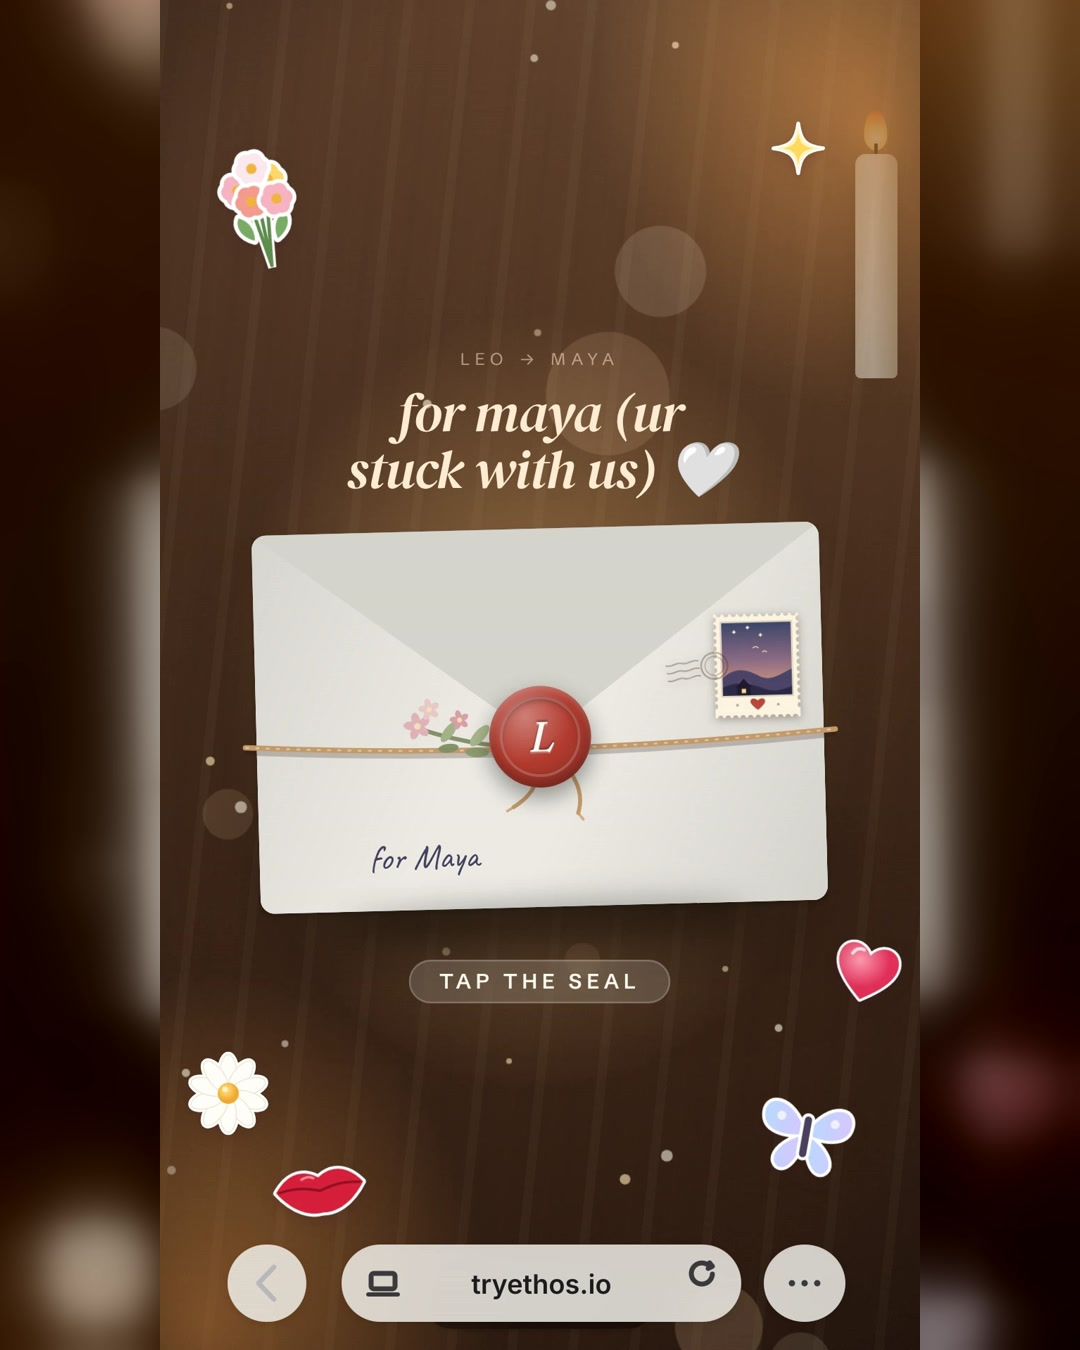 LEO → MAYA
for maya (ur
stuck with us) 🤍
L
for Maya
TAP THE SEAL
tryethos.io